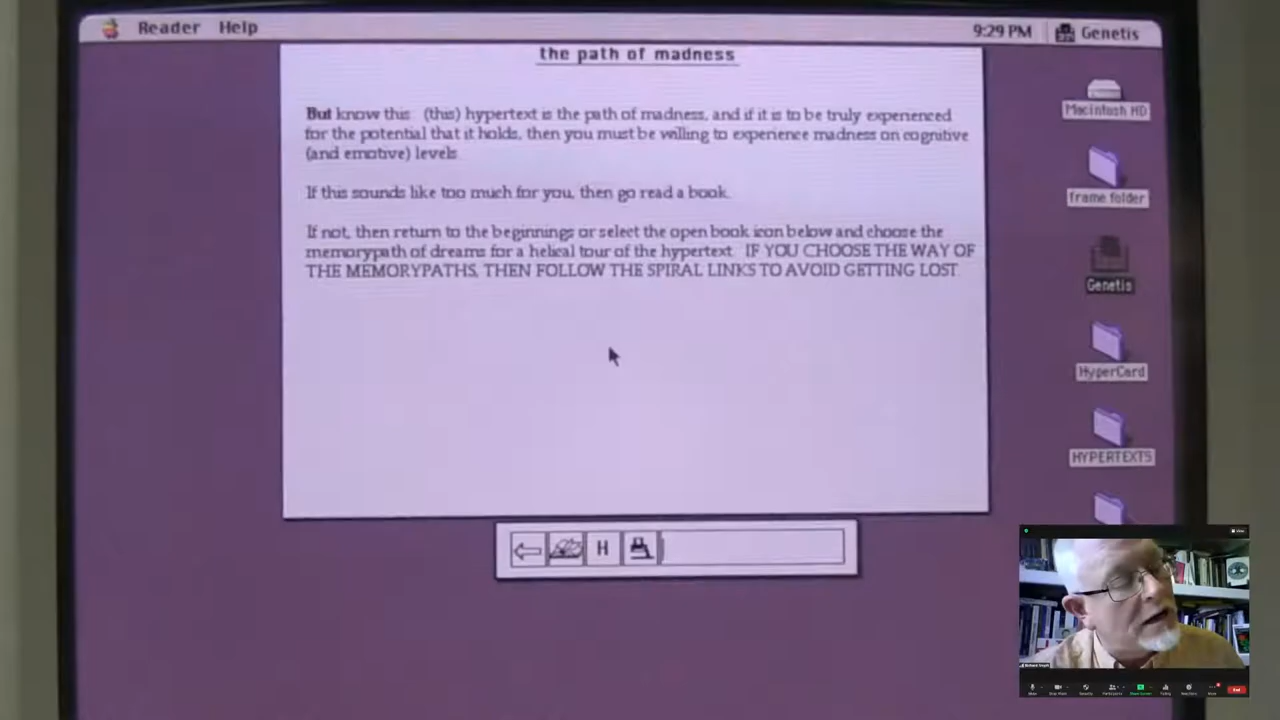 Reader Help 9:29 PM Genetis
the path of madness
But know this (this) hypertext is the path of madness, and if it is to be truly experienced
for the potential that it holds, then you must be willing to experience madness on cognitive
(and emotive) levels.
If this sounds like too much for you, then go read a book.
If not, then return to the beginnings or select the open book icon below and choose the
memorypath of dreams for a helical tour of the hypertext. IF YOU CHOOSE THE WAY OF
THE MEMORYPATHS, THEN FOLLOW THE SPIRAL LINKS TO AVOID GETTING LOST.
H
Macintosh HD
frame folder
Genetis
HyperCard
HYPERTEXTS